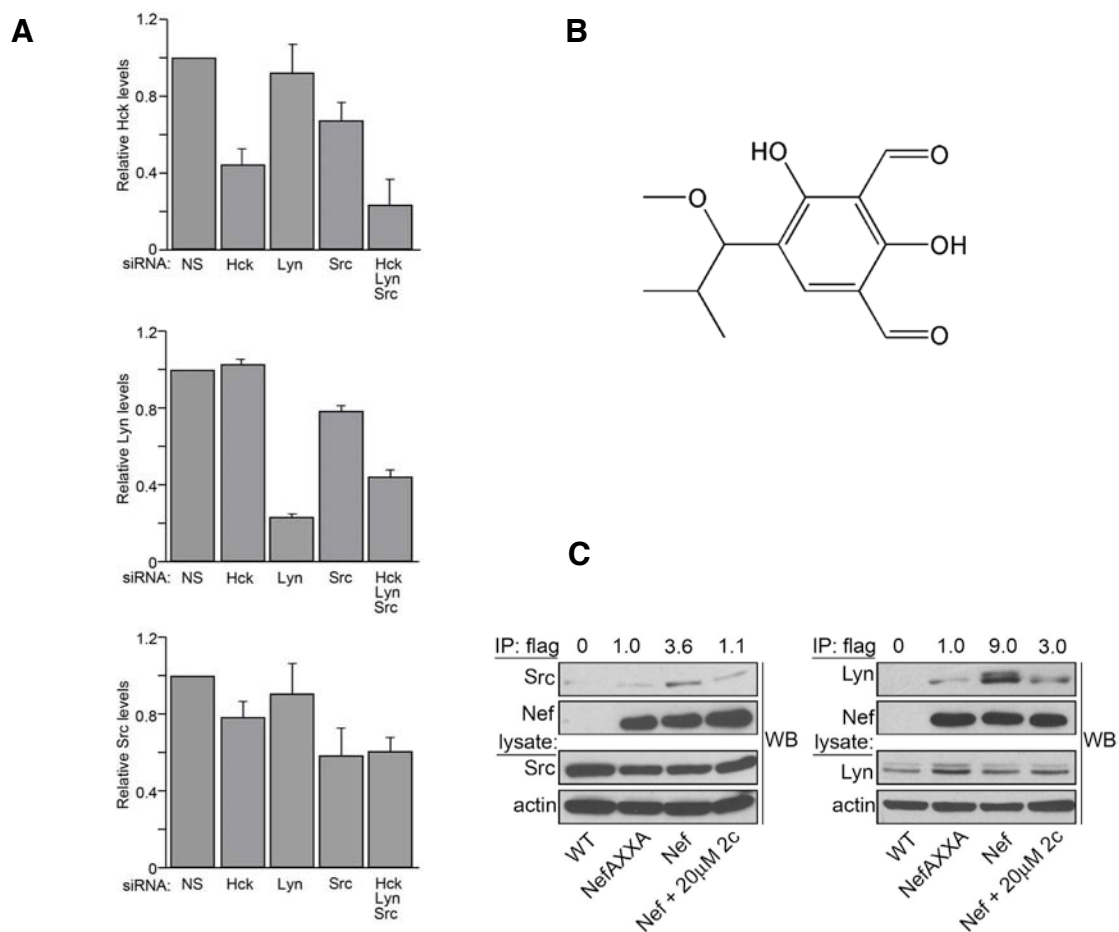 A
1.2
0.8
0.4
0
Relative Hck levels
siRNA: NS Hck Lyn Src Hck
Lyn
Src
1.2
0.8
0.4
0
Relative Lyn levels
siRNA: NS Hck Lyn Src Hck
Lyn
Src
1.2
0.8
0.4
0
Relative Src levels
siRNA: NS Hck Lyn Src Hck
Lyn
Src
B
HO
O
O
OH
O
C
IP: flag 0 1.0 3.6 1.1
Src
Nef
lysate:
Src
actin
WB
WT
NefAXXA
Nef
Nef + 20µM 2c
IP: flag 0 1.0 9.0 3.0
Lyn
Nef
lysate:
Lyn
actin
WB
WT
NefAXXA
Nef
Nef + 20µM 2c